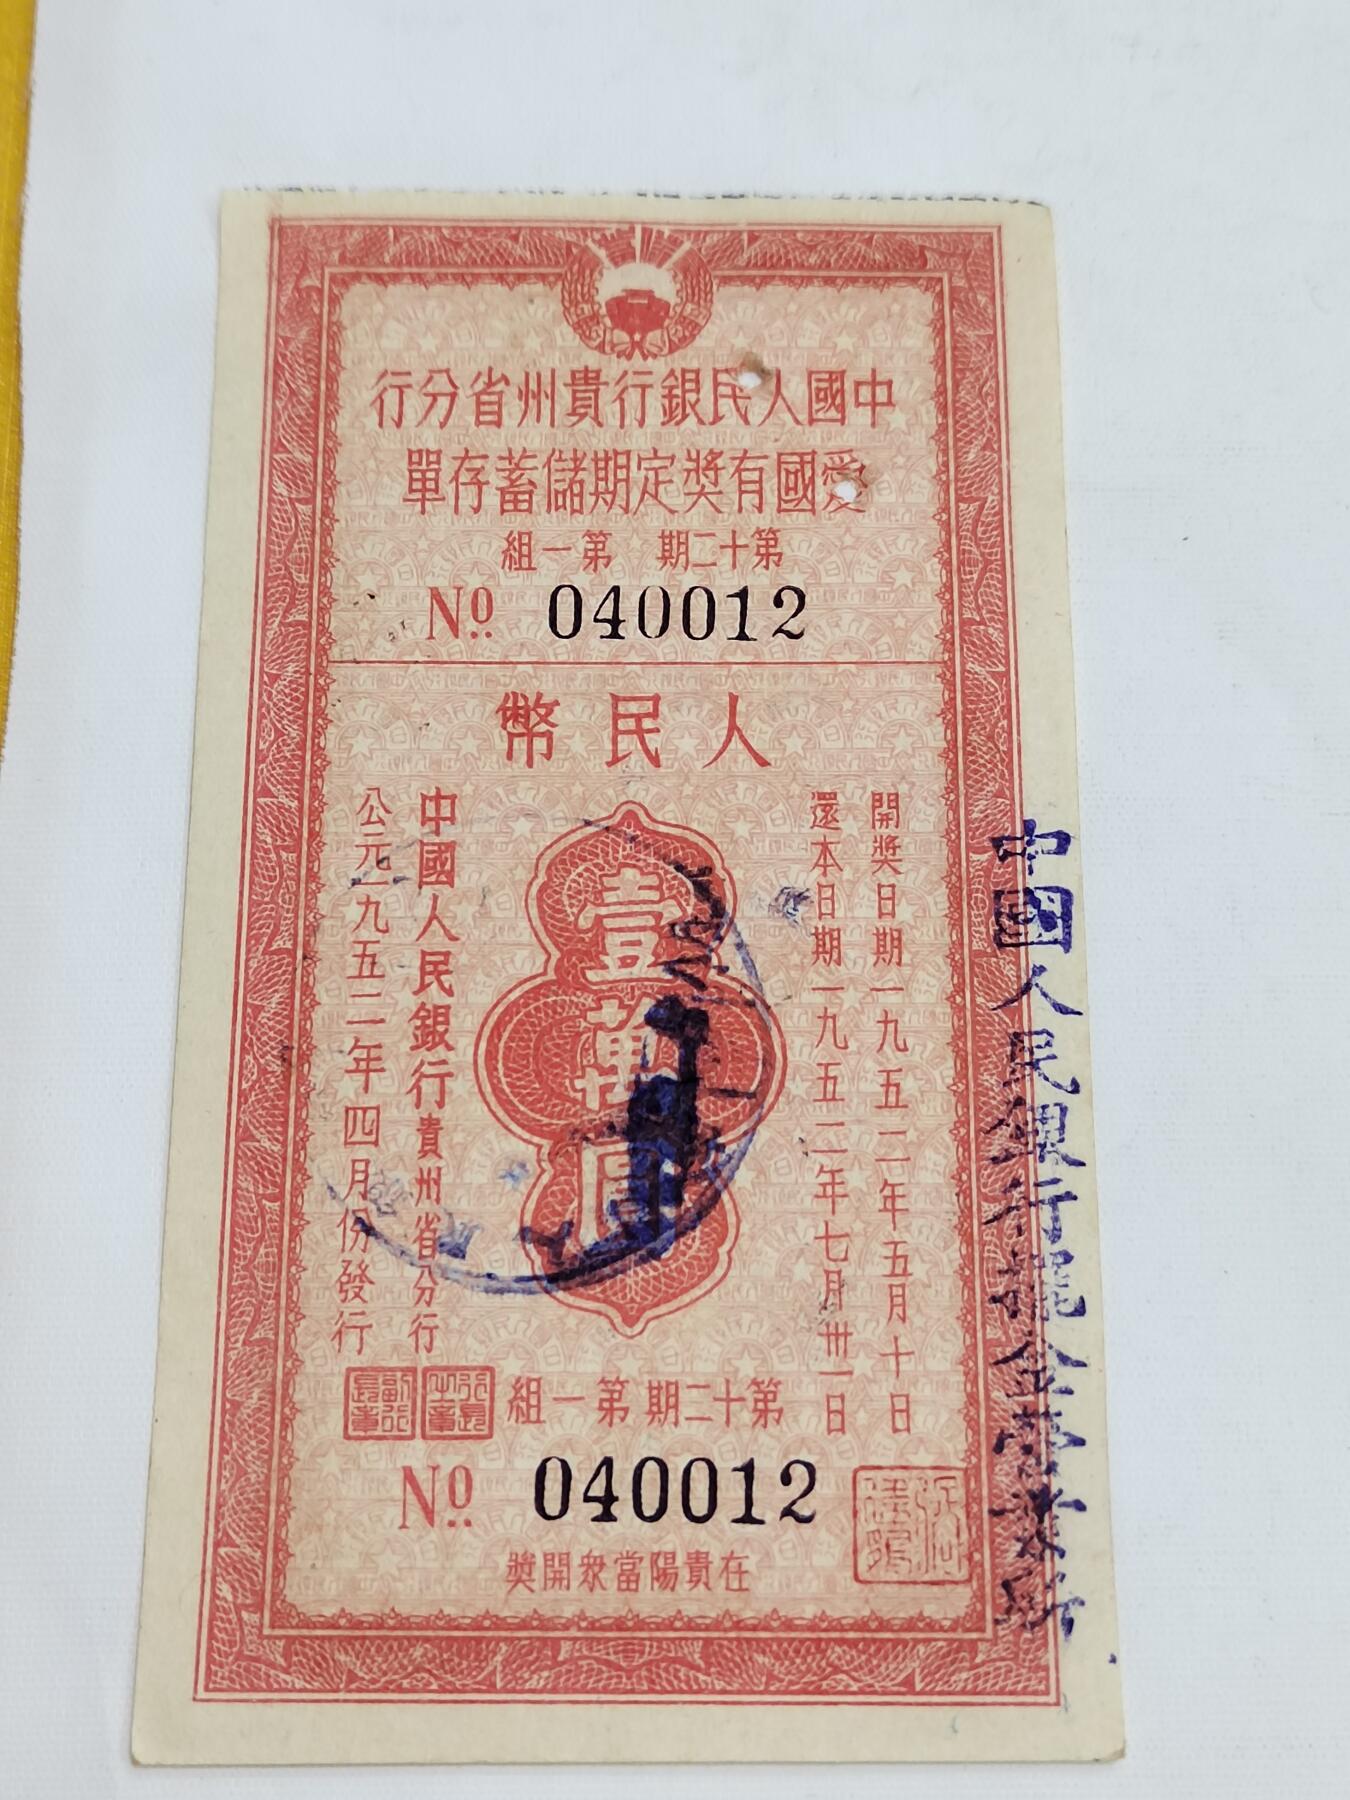 中國人民銀行貴州省分行
愛國有獎定期儲蓄存單
第十二期 第一組
Nº 040012
人民幣
開獎日期一九五二年五月十日
還本日期一九五二年七月卅一日
壹萬圓
中國人民銀行貴州省分行
公元一九五二年四月份發行
第十二期 第一組
Nº 040012
在貴陽當眾開獎
中國人民銀行